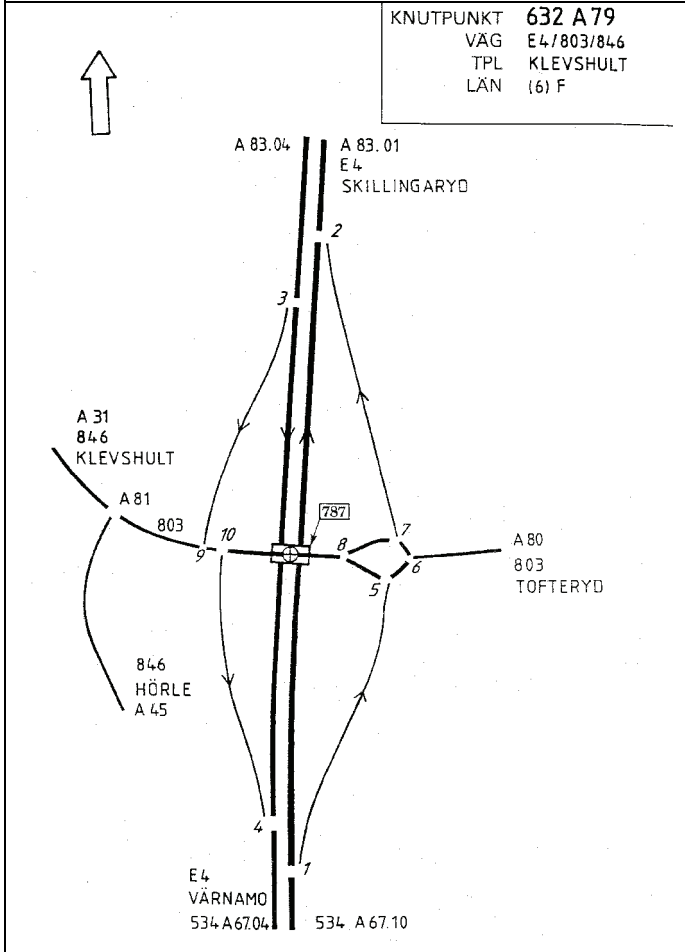 KNUTPUNKT 632 A79
VÄG E4/803/846
TPL KLEVSHULT
LÄN (6) F
A 83.04
A 83.01
E4
SKILLINGARYD
2
3
A 31
846
KLEVSHULT
A 81
803
9
10
787
8
7
6
5
A 80
803
TOFTERYD
846
HÖRLE
A 45
4
1
E4
VÄRNAMO
534 A67.04
534 A67.10